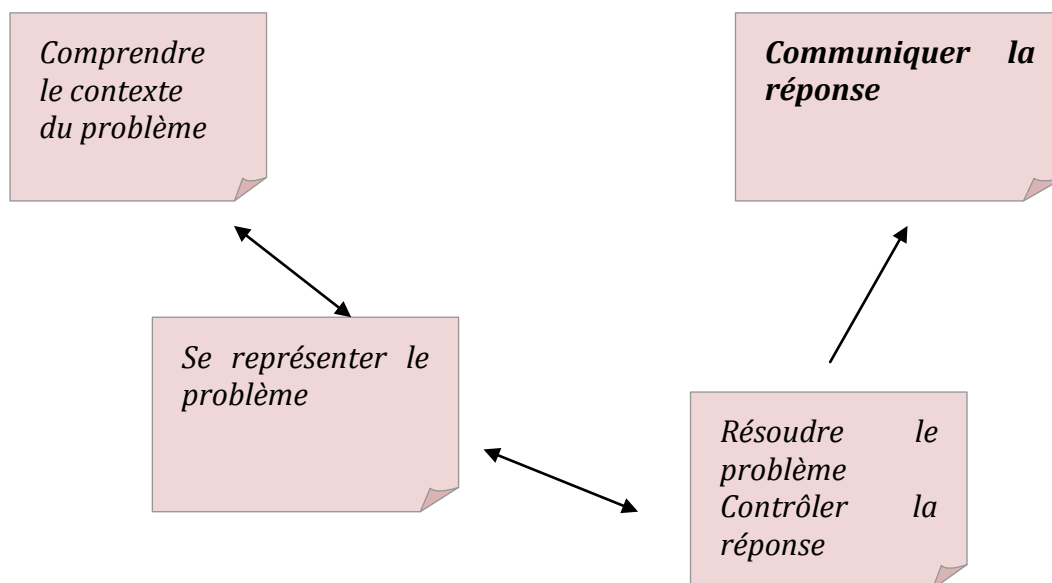 Comprendre
le contexte
du problème
Communiquer la
réponse
Se représenter le
problème
Résoudre le
problème
Contrôler la
réponse